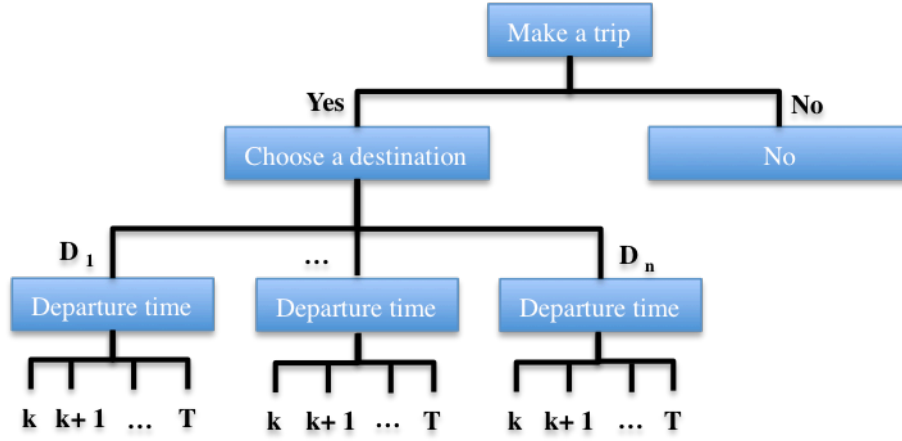 Make a trip
Yes
No
Choose a destination
No
D 1
...
D n
Departure time
Departure time
Departure time
k k+ 1 ... T
k k+ 1 ... T
k k+ 1 ... T